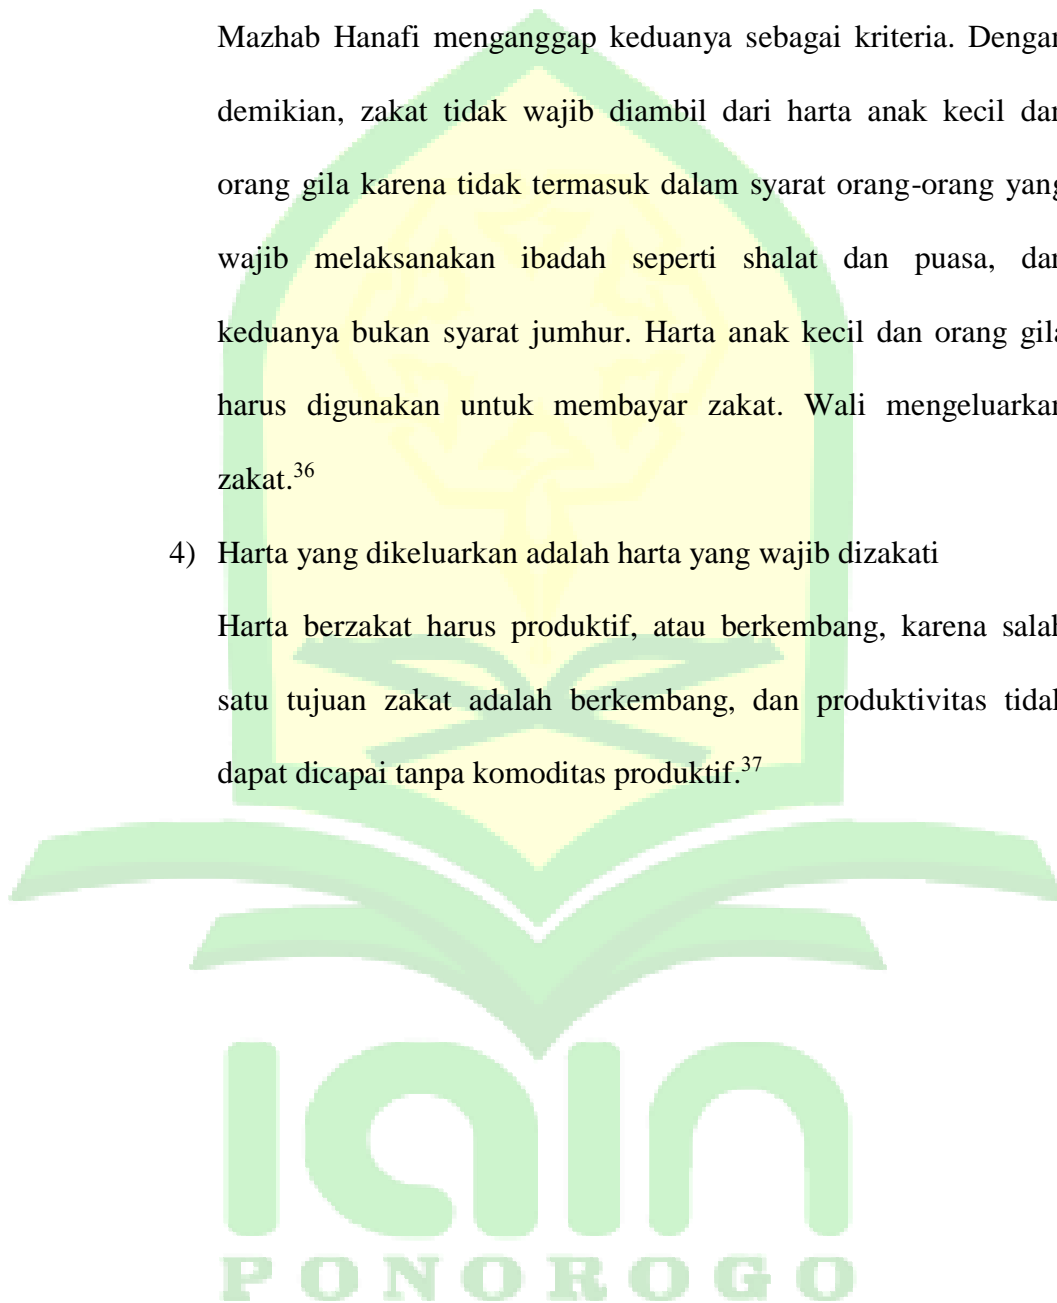 Mazhab Hanafi menganggap keduanya sebagai kriteria. Dengan
demikian, zakat tidak wajib diambil dari harta anak kecil dan
orang gila karena tidak termasuk dalam syarat orang-orang yang
wajib melaksanakan ibadah seperti shalat dan puasa, dan
keduanya bukan syarat jumhur. Harta anak kecil dan orang gila
harus digunakan untuk membayar zakat. Wali mengeluarkan
zakat.36
4) Harta yang dikeluarkan adalah harta yang wajib dizakati
Harta berzakat harus produktif, atau berkembang, karena salah
satu tujuan zakat adalah berkembang, dan produktivitas tidak
dapat dicapai tanpa komoditas produktif.37
iain
PONOROGO